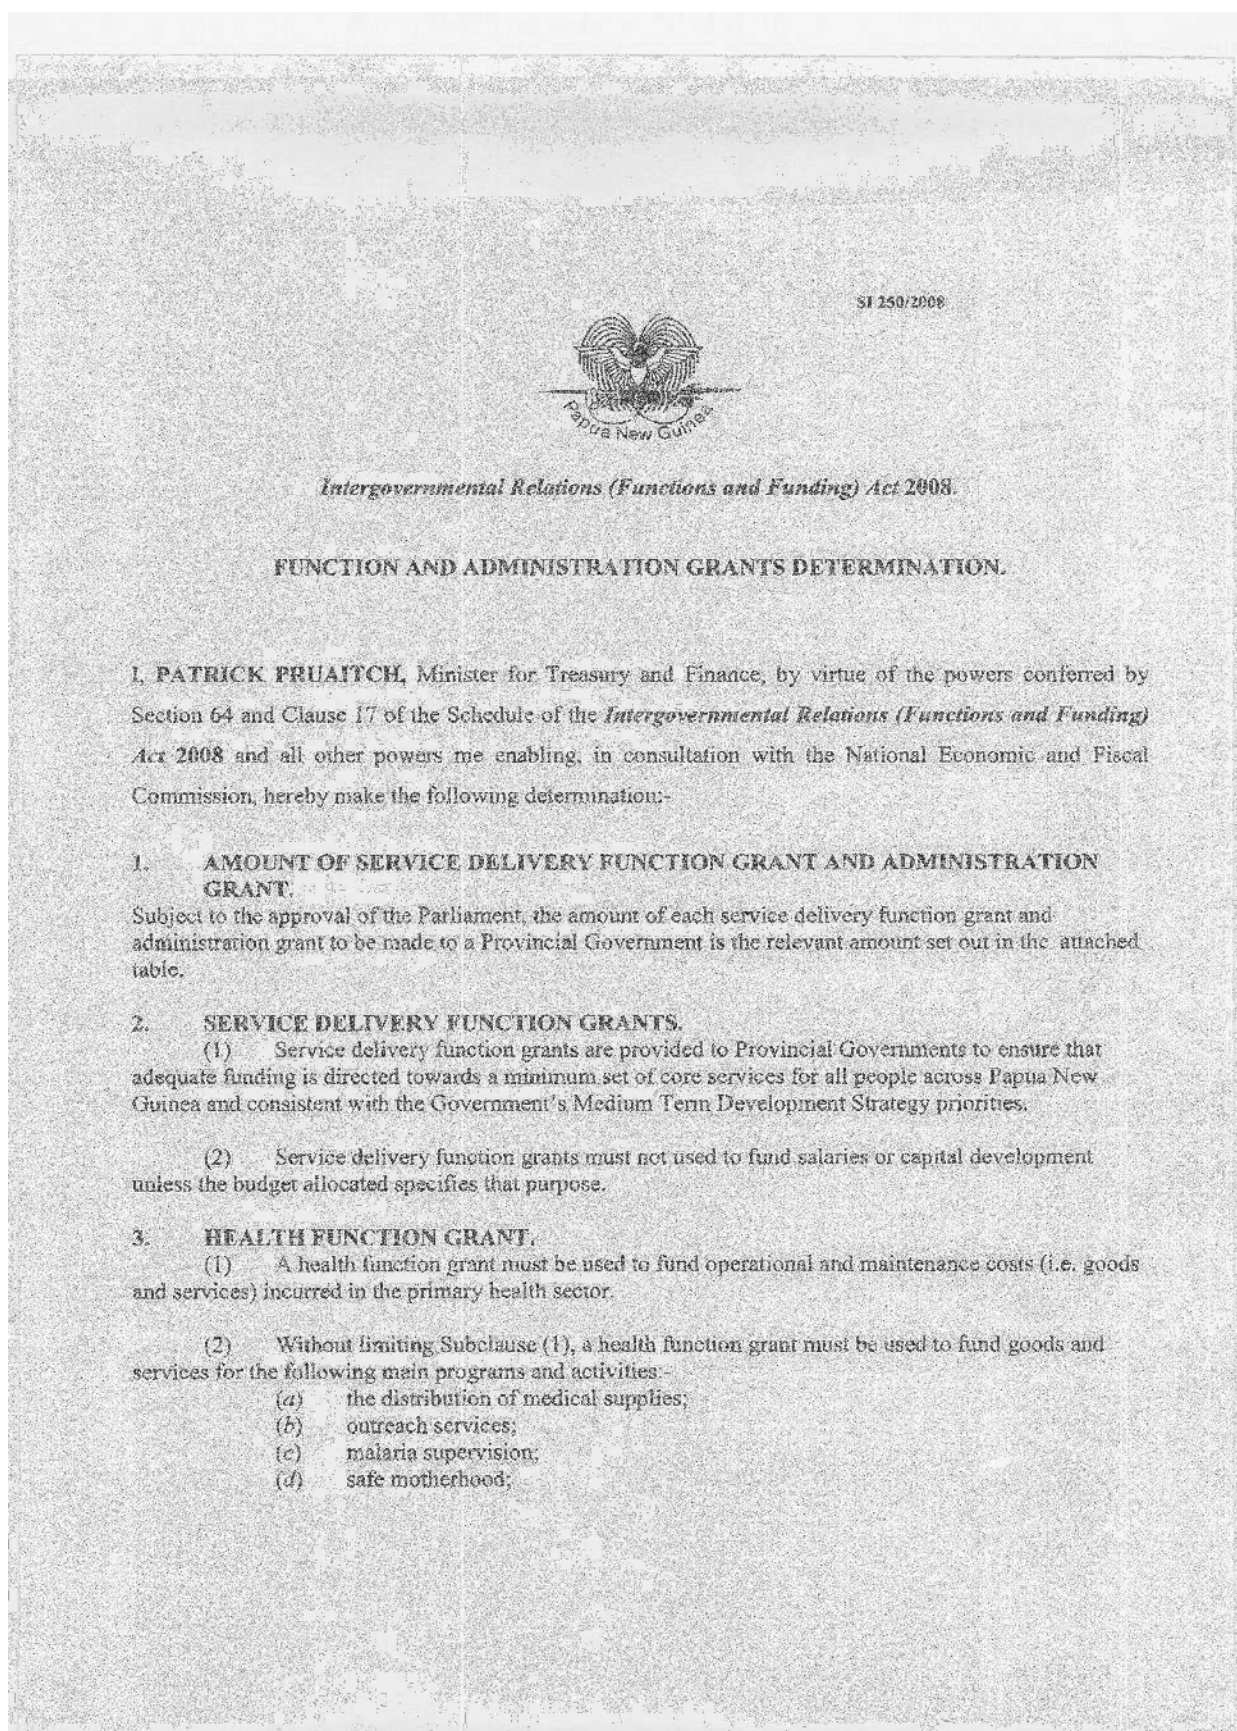 SI 250/2008
Papua New Guinea
Intergovernmental Relations (Functions and Funding) Act 2008.
FUNCTION AND ADMINISTRATION GRANTS DETERMINATION.
I, PATRICK PRUAITCH, Minister for Treasury and Finance, by virtue of the powers conferred by
Section 64 and Clause 17 of the Schedule of the Intergovernmental Relations (Functions and Funding)
Act 2008 and all other powers me enabling, in consultation with the National Economic and Fiscal
Commission, hereby make the following determination:-
1. AMOUNT OF SERVICE DELIVERY FUNCTION GRANT AND ADMINISTRATION
GRANT.
Subject to the approval of the Parliament, the amount of each service delivery function grant and
administration grant to be made to a Provincial Government is the relevant amount set out in the attached
table.
2. SERVICE DELIVERY FUNCTION GRANTS.
(1) Service delivery function grants are provided to Provincial Governments to ensure that
adequate funding is directed towards a minimum set of core services for all people across Papua New
Guinea and consistent with the Government's Medium Term Development Strategy priorities.
(2) Service delivery function grants must not used to fund salaries or capital development
unless the budget allocated specifies that purpose.
3. HEALTH FUNCTION GRANT.
(1) A health function grant must be used to fund operational and maintenance costs (i.e. goods
and services) incurred in the primary health sector.
(2) Without limiting Subclause (1), a health function grant must be used to fund goods and
services for the following main programs and activities:-
(a) the distribution of medical supplies;
(b) outreach services;
(c) malaria supervision;
(d) safe motherhood;